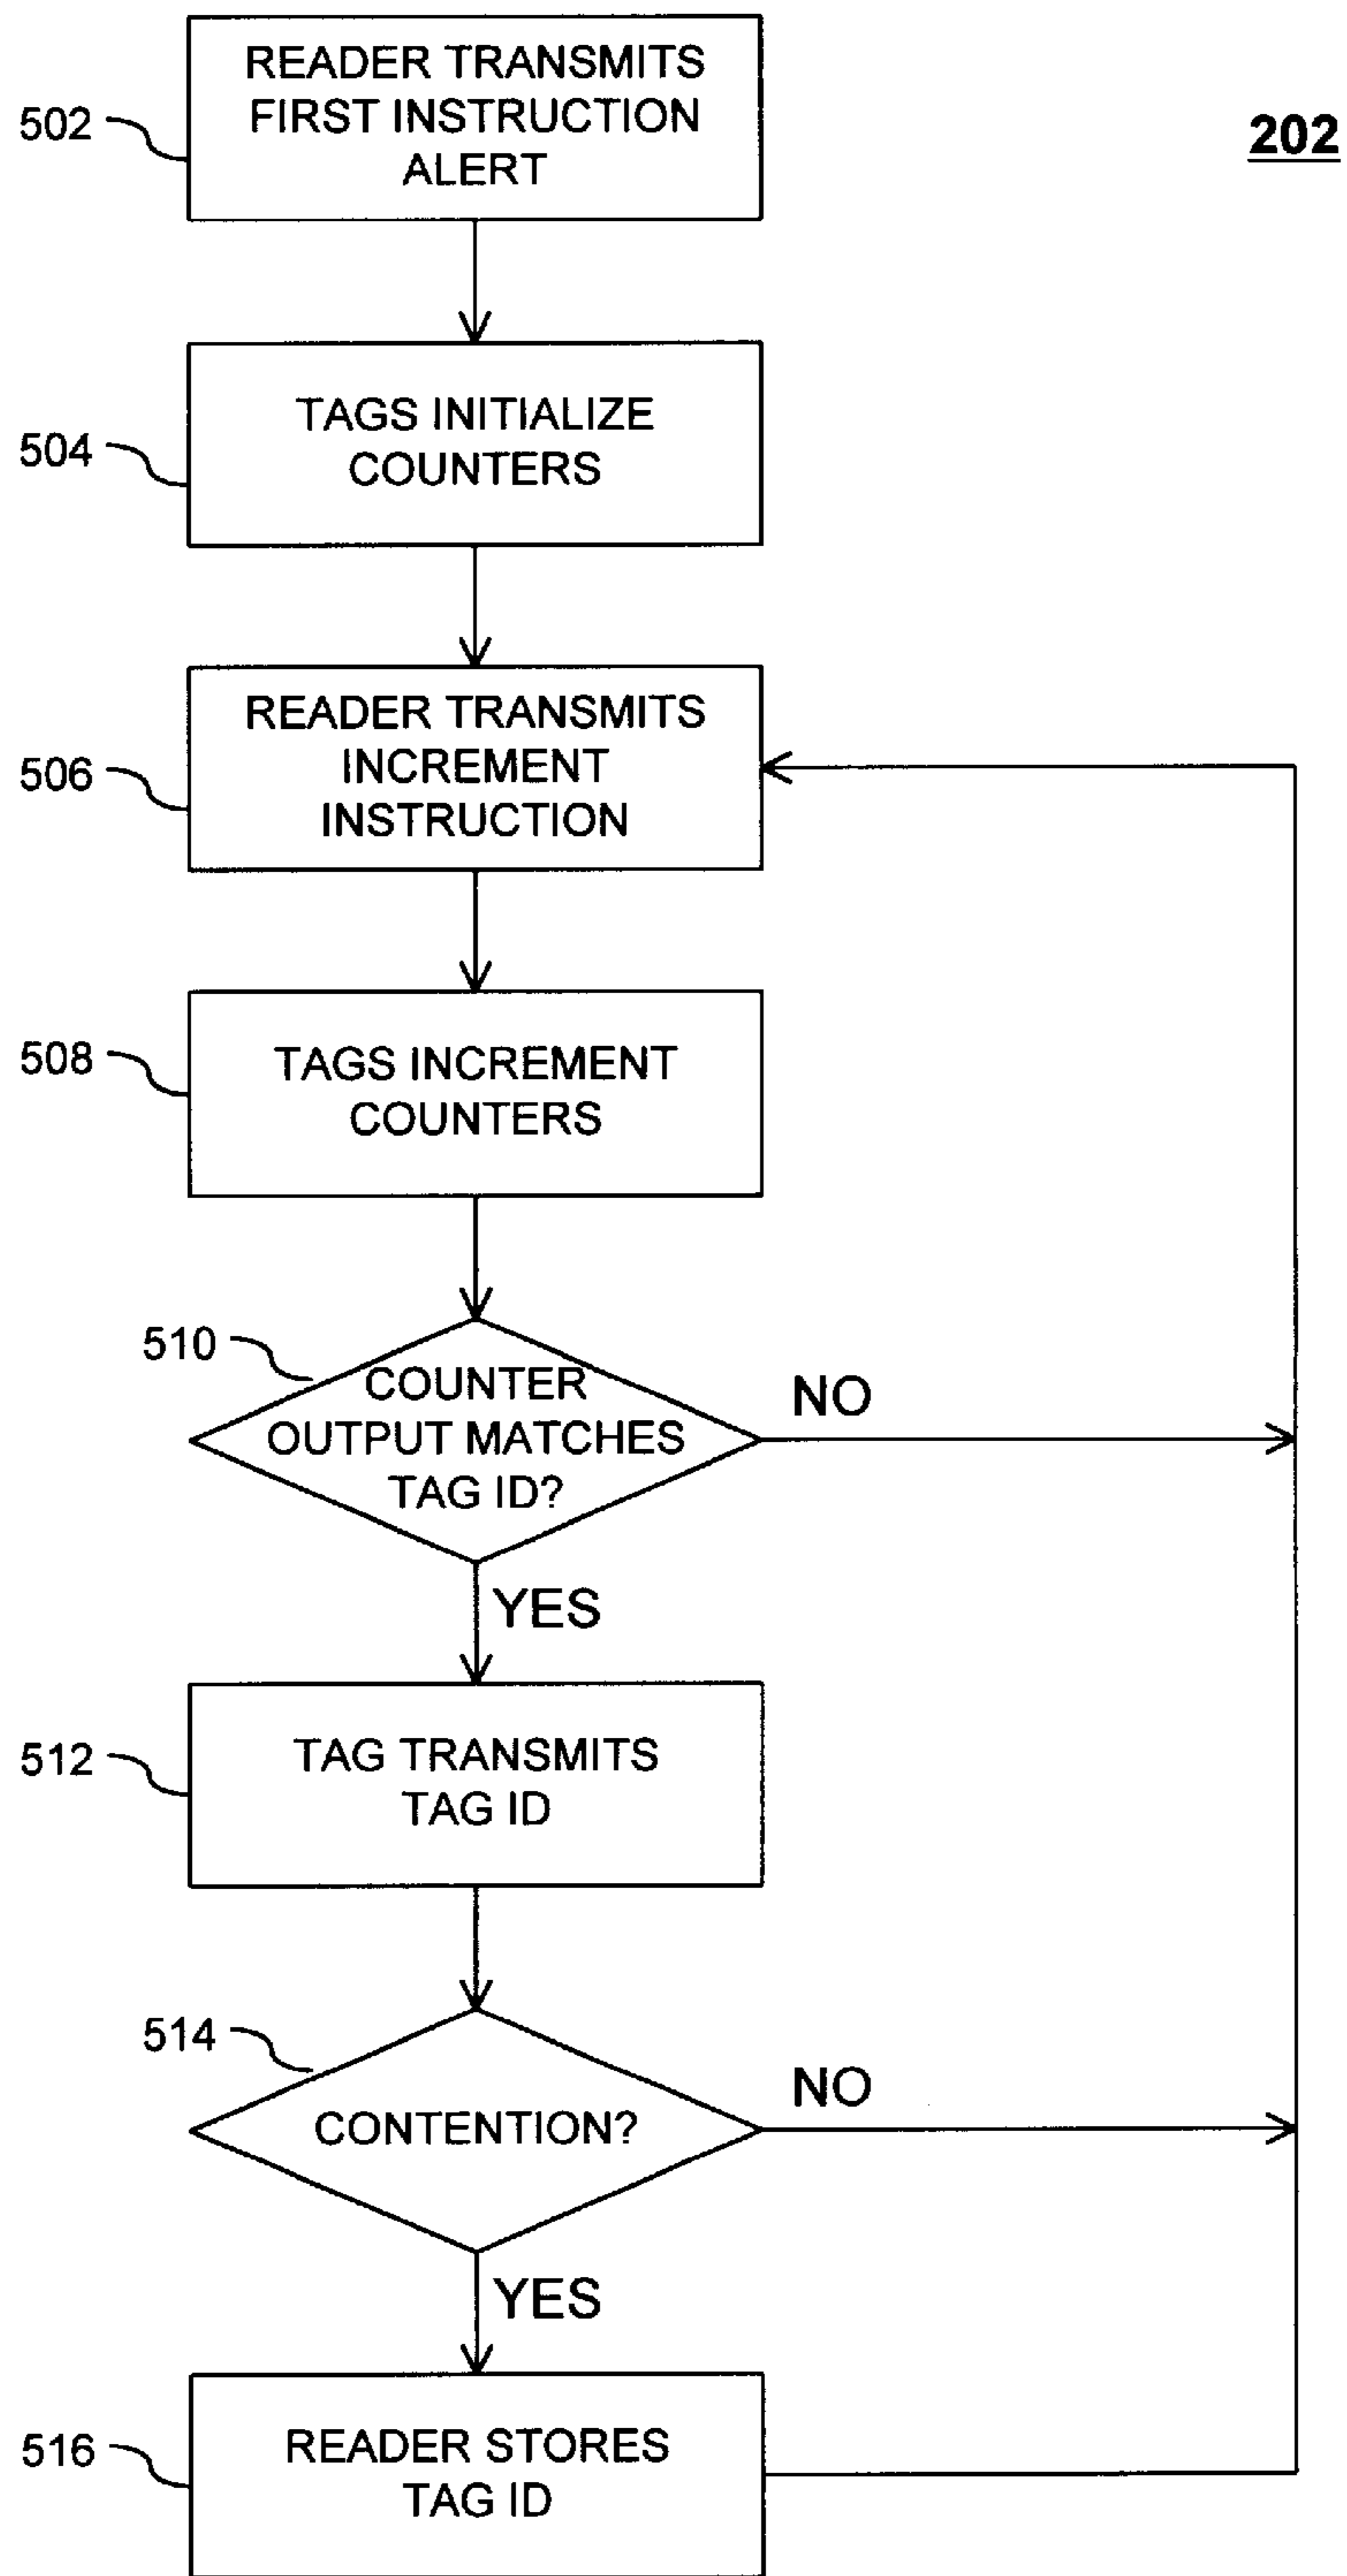 202
502
READER TRANSMITS
FIRST INSTRUCTION
ALERT
504
TAGS INITIALIZE
COUNTERS
506
READER TRANSMITS
INCREMENT
INSTRUCTION
508
TAGS INCREMENT
COUNTERS
510
COUNTER
OUTPUT MATCHES
TAG ID?
NO
YES
512
TAG TRANSMITS
TAG ID
514
CONTENTION?
NO
YES
516
READER STORES
TAG ID